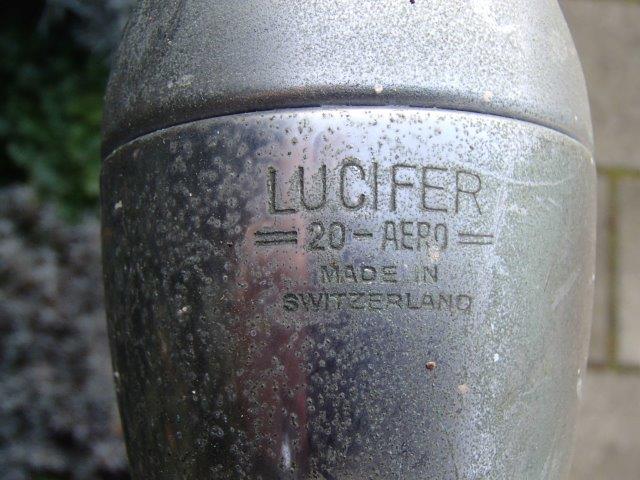 LUCIFER
= 20 - AERO =
MADE IN
SWITZERLAND